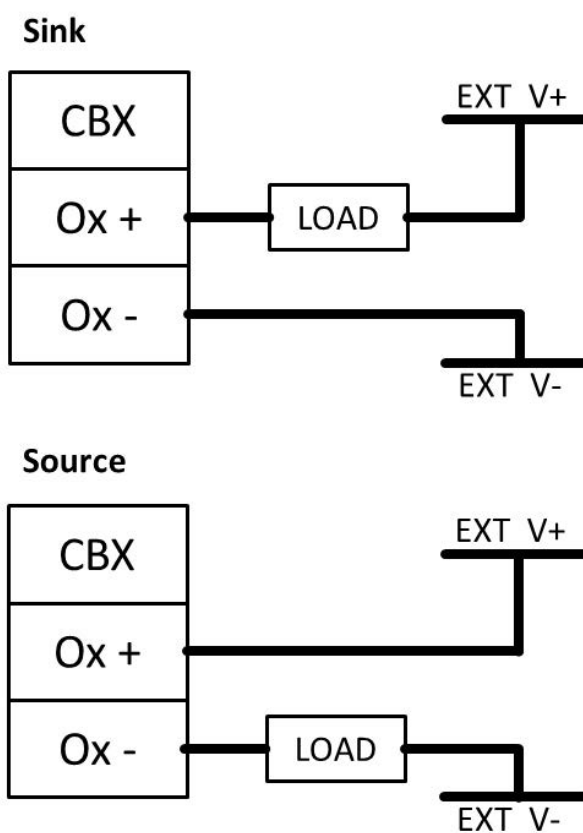 Sink
CBX
EXT V+
Ox +
LOAD
Ox -
EXT V-
Source
CBX
EXT V+
Ox +
Ox -
LOAD
EXT V-